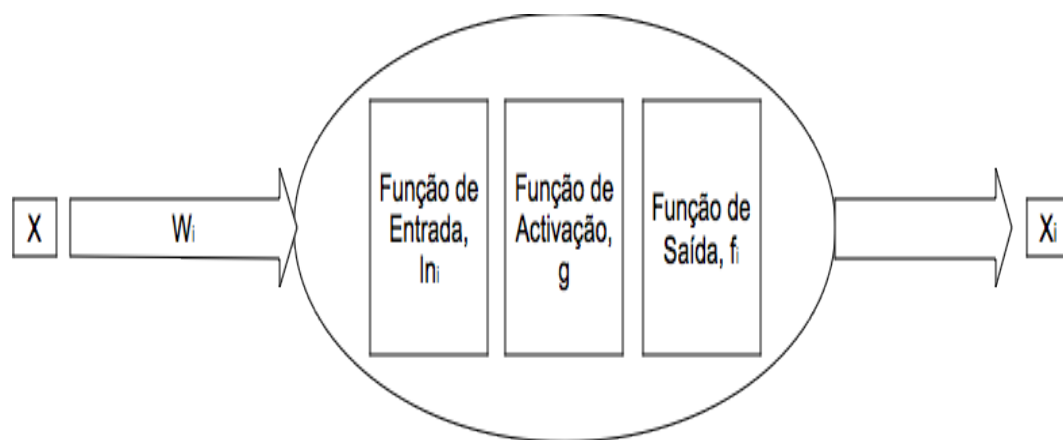 X
Wi
Função de
Entrada,
Ini
Função de
Activação,
g
Função de
Saída, fi
Xi